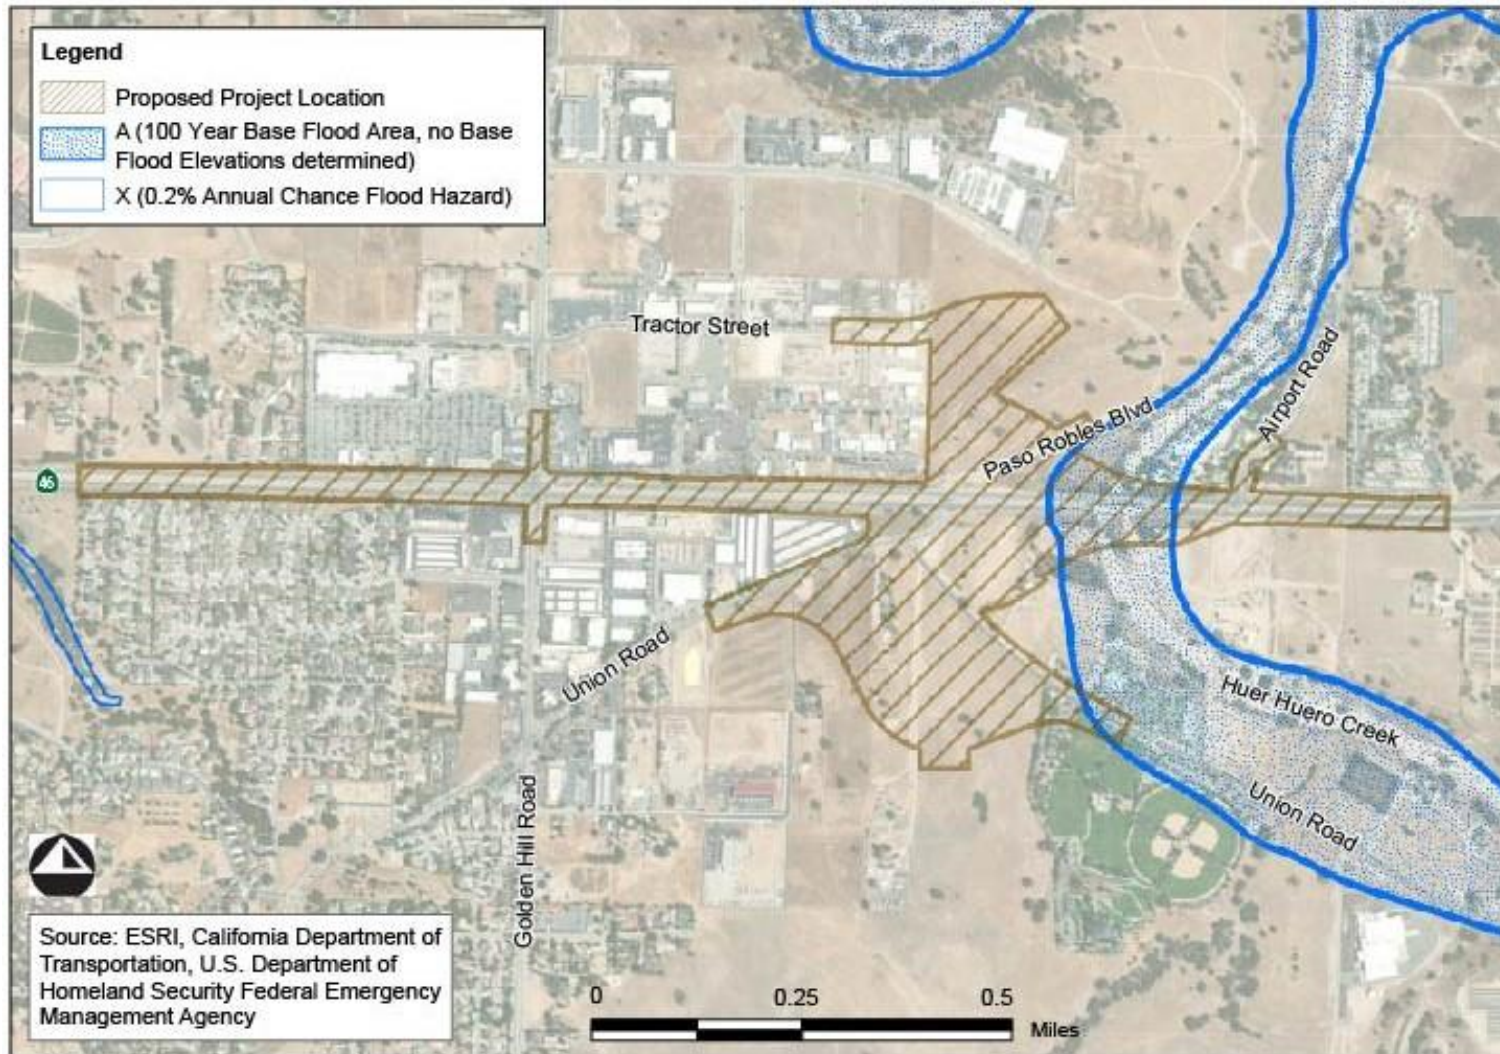 Legend
Proposed Project Location
A (100 Year Base Flood Area, no Base
Flood Elevations determined)
X (0.2% Annual Chance Flood Hazard)
Tractor Street
Airport Road
Paso Robles Blvd
46
Union Road
Huer Huero Creek
Union Road
Golden Hill Road
Source: ESRI, California Department of
Transportation, U.S. Department of
Homeland Security Federal Emergency
Management Agency
0 0.25 0.5
Miles